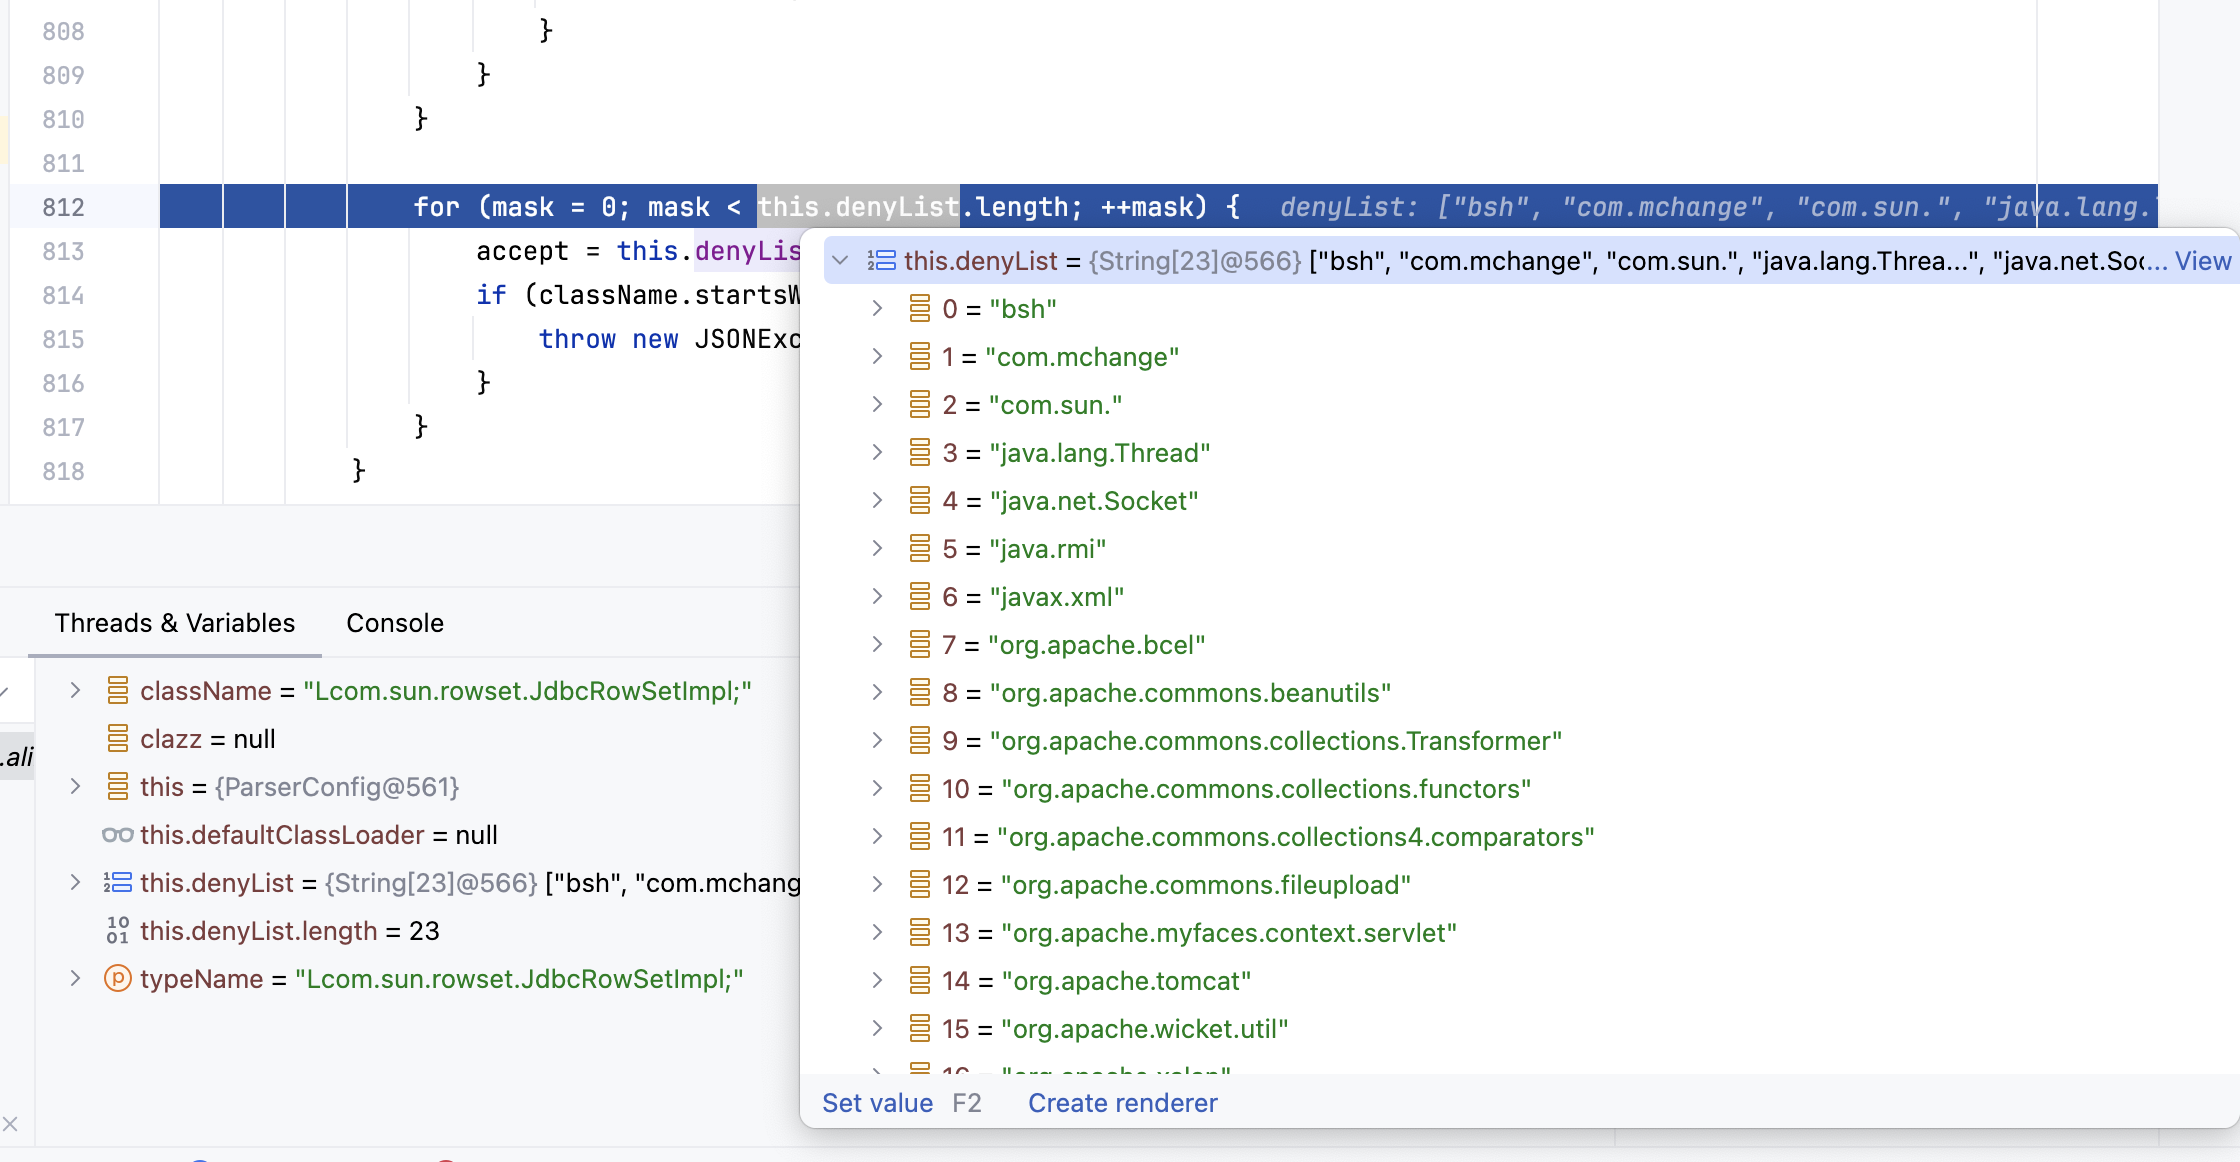 808 }
809 }
810 }
811
812 for (mask = 0; mask < this.denyList.length; ++mask) { denyList: ["bsh", "com.mchange", "com.sun.", "java.lang.
813 accept = this.denyLis
814 if (className.startsW
815 throw new JSONExc
816 }
817 }
818 }
this.denyList = {String[23]@566} ["bsh", "com.mchange", "com.sun.", "java.lang.Threa...", "java.net.Soc... View
0 = "bsh"
1 = "com.mchange"
2 = "com.sun."
3 = "java.lang.Thread"
4 = "java.net.Socket"
5 = "java.rmi"
6 = "javax.xml"
7 = "org.apache.bcel"
8 = "org.apache.commons.beanutils"
9 = "org.apache.commons.collections.Transformer"
10 = "org.apache.commons.collections.functors"
11 = "org.apache.commons.collections4.comparators"
12 = "org.apache.commons.fileupload"
13 = "org.apache.myfaces.context.servlet"
14 = "org.apache.tomcat"
15 = "org.apache.wicket.util"
16 = "org.apache.xalan"
Set value F2 Create renderer
Threads & Variables Console
className = "Lcom.sun.rowset.JdbcRowSetImpl;"
clazz = null
.ali
this = {ParserConfig@561}
this.defaultClassLoader = null
this.denyList = {String[23]@566} ["bsh", "com.mchang
this.denyList.length = 23
typeName = "Lcom.sun.rowset.JdbcRowSetImpl;"